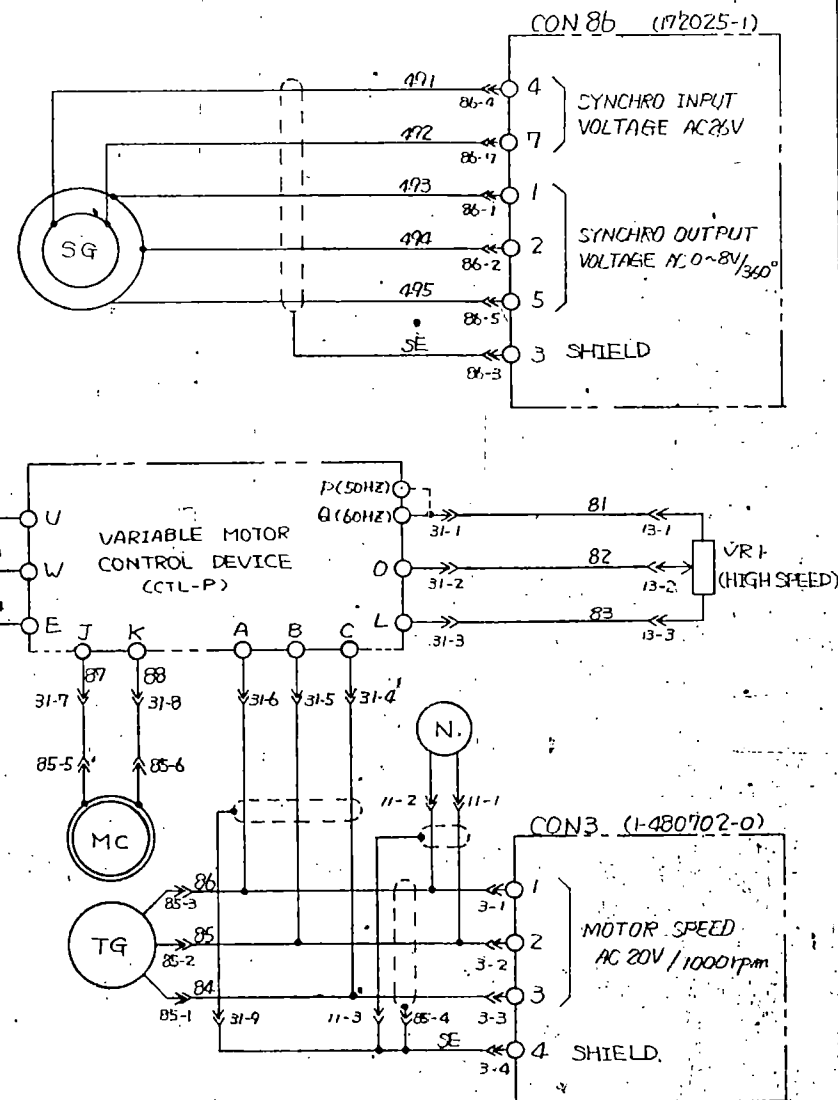 CON 86 (172025-1)
471
86-4
4
SYNCHRO INPUT
VOLTAGE AC26V
472
86-7
7
473
86-1
1
SYNCHRO OUTPUT
VOLTAGE AC 0~8V/360°
474
86-2
2
495
86-5
5
SE
86-3
3 SHIELD
SG
P(50HZ)
Q(60HZ)
U
VARIABLE MOTOR
CONTROL DEVICE
(CTL-P)
W
O
E
L
J K A B C
31-1
81
13-1
31-2
82
13-2
VR1
(HIGH SPEED)
31-3
83
13-3
87 88
31-7 31-8 31-6 31-5 31-4
85-5 85-6
MC
N.
11-2 11-1
CON3 (1-480702-0)
TG
86
85-3
3-1
1
85
85-2
3-2
2
MOTOR SPEED
AC 20V/1000rpm
84
85-1
31-9
11-3
85-4
3-3
3
SE
3-4
4 SHIELD.